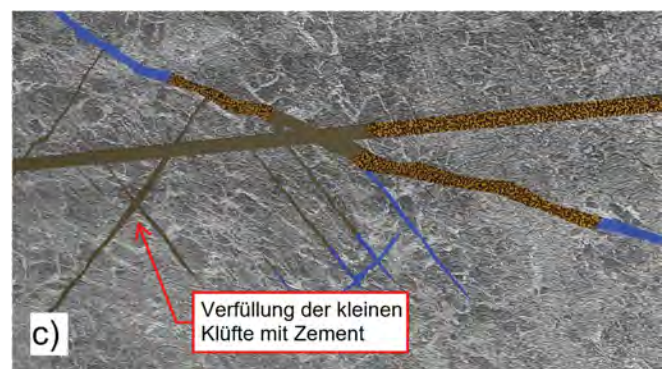 Verfüllung der kleinen
Klüfte mit Zement
c)